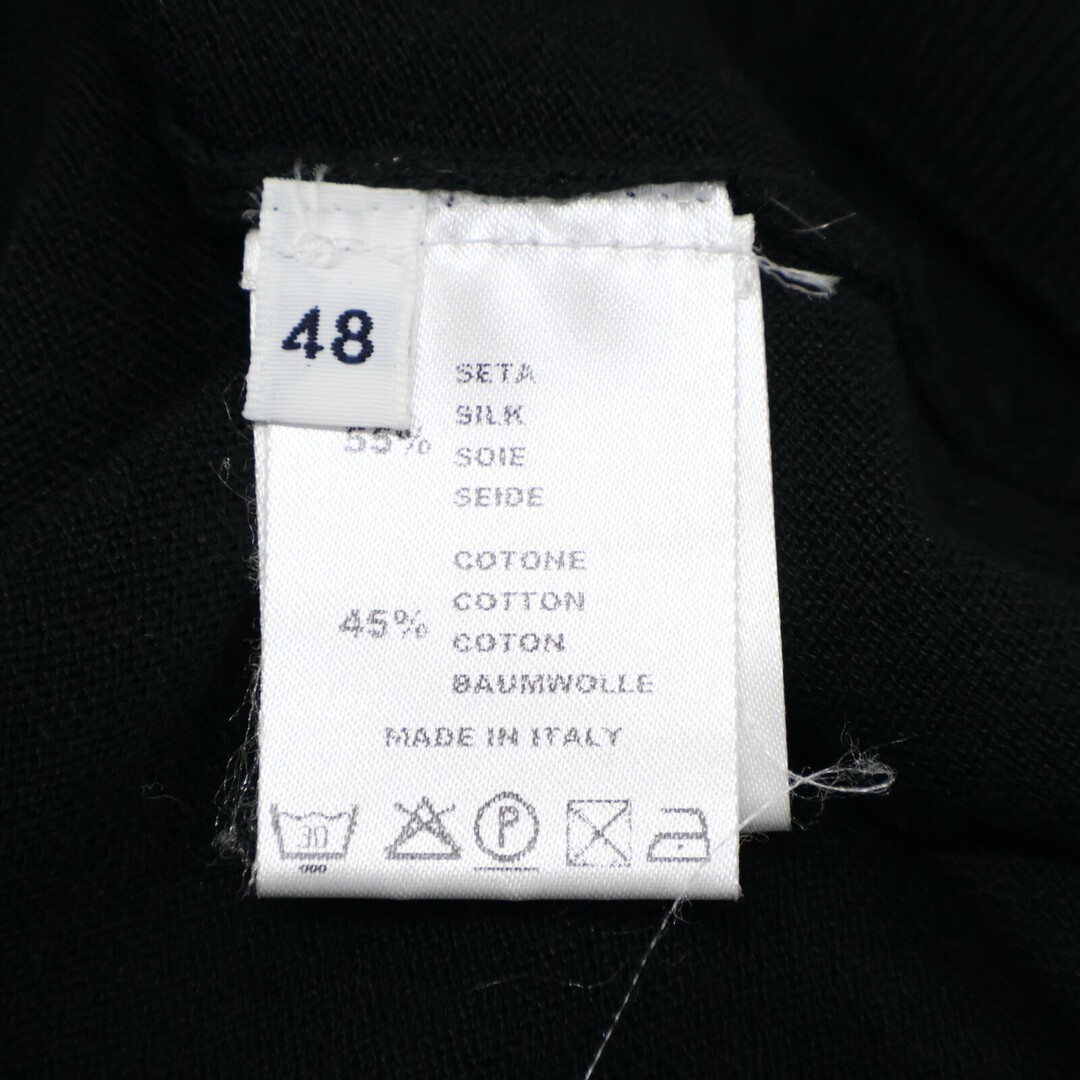 48
SETA
SILK
55% SOIE
SEIDE
COTONE
COTTON
45% COTON
BAUMWOLLE
MADE IN ITALY
30
P